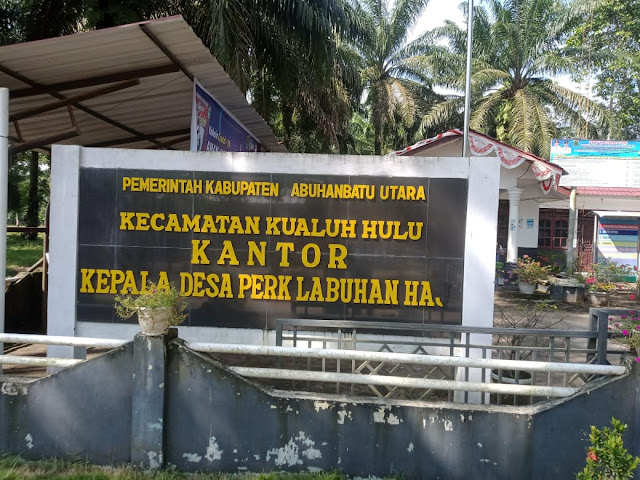 PEMERINTAH KABUPATEN ABUHANBATU UTARA
KECAMATAN KUALUH HULU
KANTOR
KEPALA DESA PERK LABUHAN HA